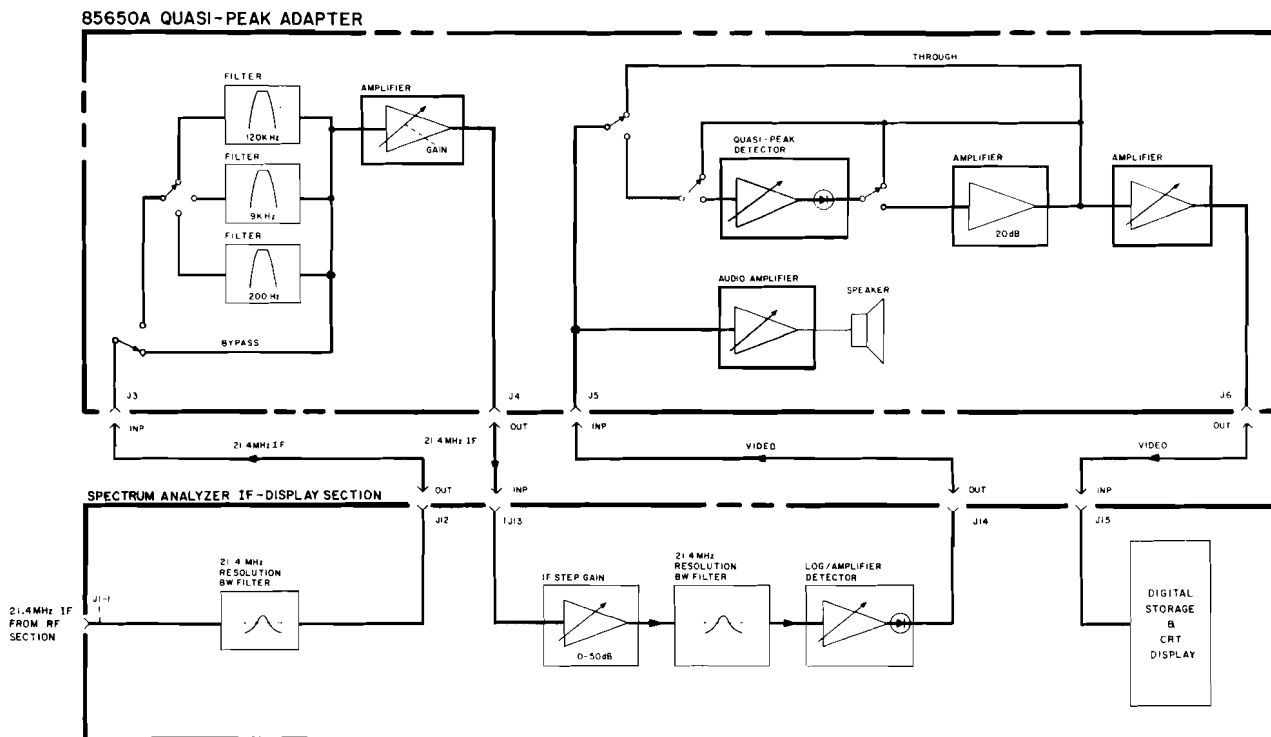 85650A QUASI-PEAK ADAPTER
FILTER
120KHz
FILTER
9KHz
FILTER
200 Hz
BYPASS
AMPLIFIER
GAIN
THROUGH
QUASI-PEAK
DETECTOR
AMPLIFIER
20dB
AMPLIFIER
AUDIO AMPLIFIER
SPEAKER
J3
J4
J5
J6
INP
OUT
INP
OUT
21.4MHz IF
21.4MHz IF
VIDEO
VIDEO
SPECTRUM ANALYZER IF-DISPLAY SECTION
OUT
INP
OUT
INP
J12
J13
J14
J15
21.4MHz IF
FROM RF
SECTION
J1-1
21.4 MHz
RESOLUTION
BW FILTER
IF STEP GAIN
0-50dB
21.4MHz
RESOLUTION
BW FILTER
LOG/AMPLIFIER
DETECTOR
DIGITAL
STORAGE
&
CRT
DISPLAY